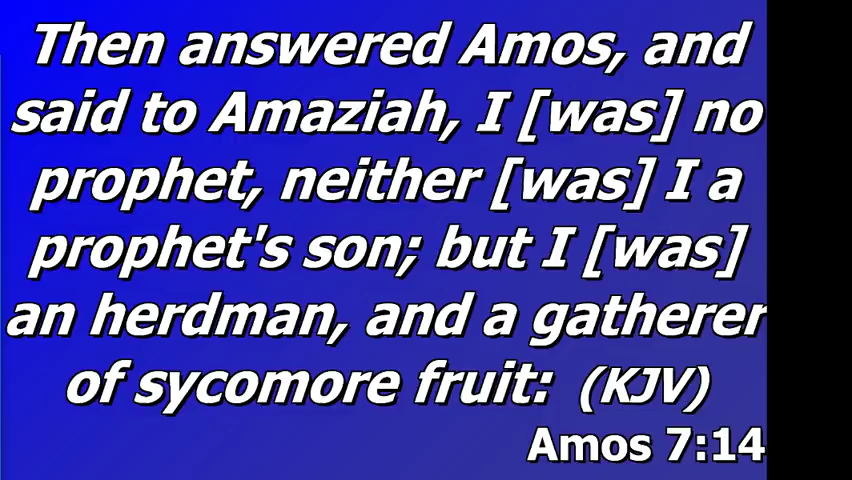 Then answered Amos, and
said to Amaziah, I [was] no
prophet, neither [was] I a
prophet's son; but I [was]
an herdman, and a gatherer
of sycomore fruit: (KJV)
Amos 7:14